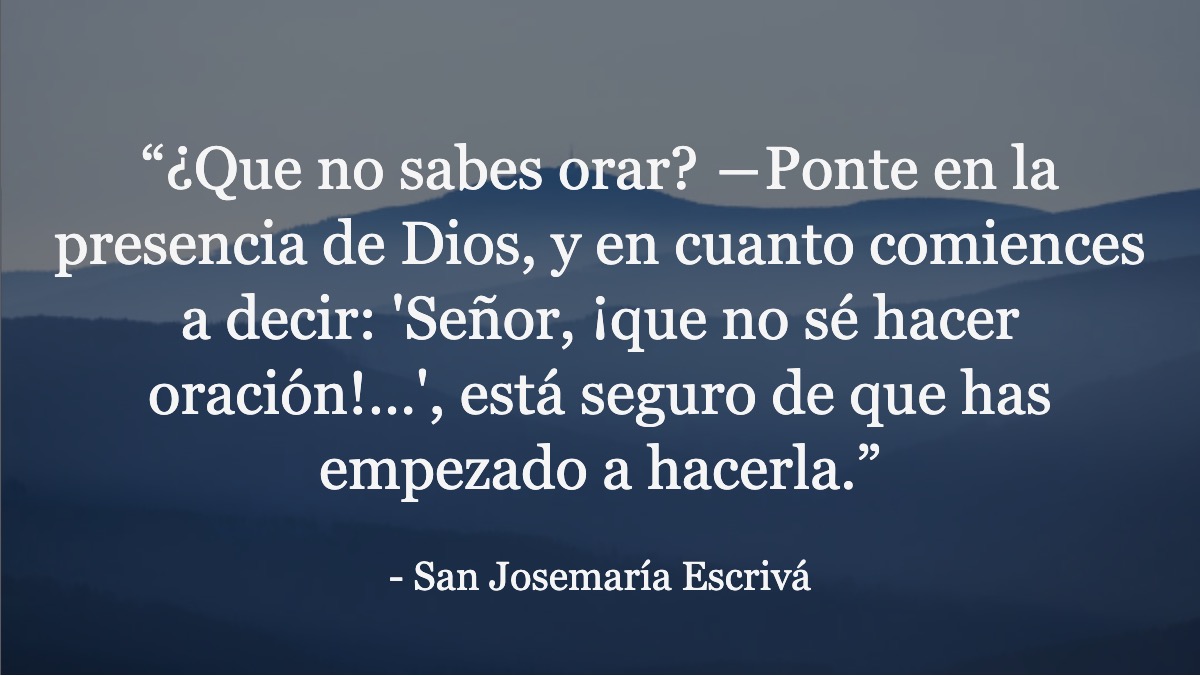 “¿Que no sabes orar? —Ponte en la
presencia de Dios, y en cuanto comiences
a decir: 'Señor, ¡que no sé hacer
oración!...', está seguro de que has
empezado a hacerla.”
- San Josemaría Escrivá